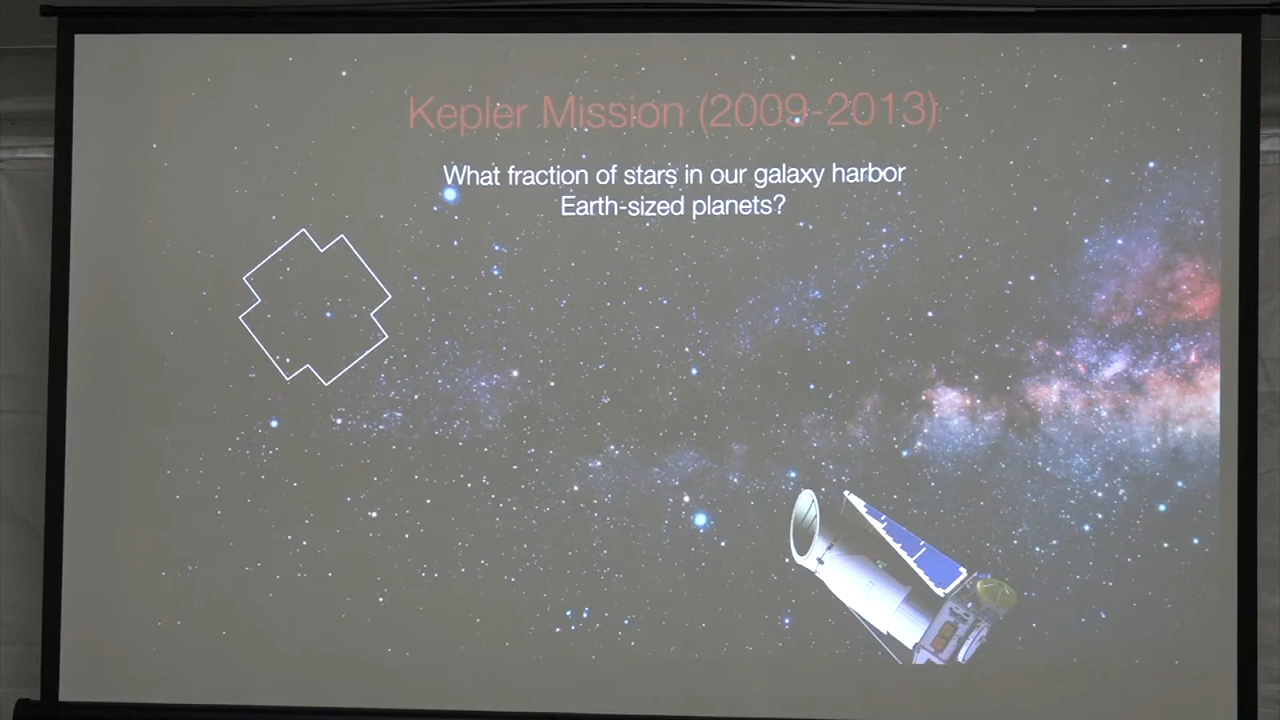 Kepler Mission (2009-2013)
What fraction of stars in our galaxy harbor
Earth-sized planets?